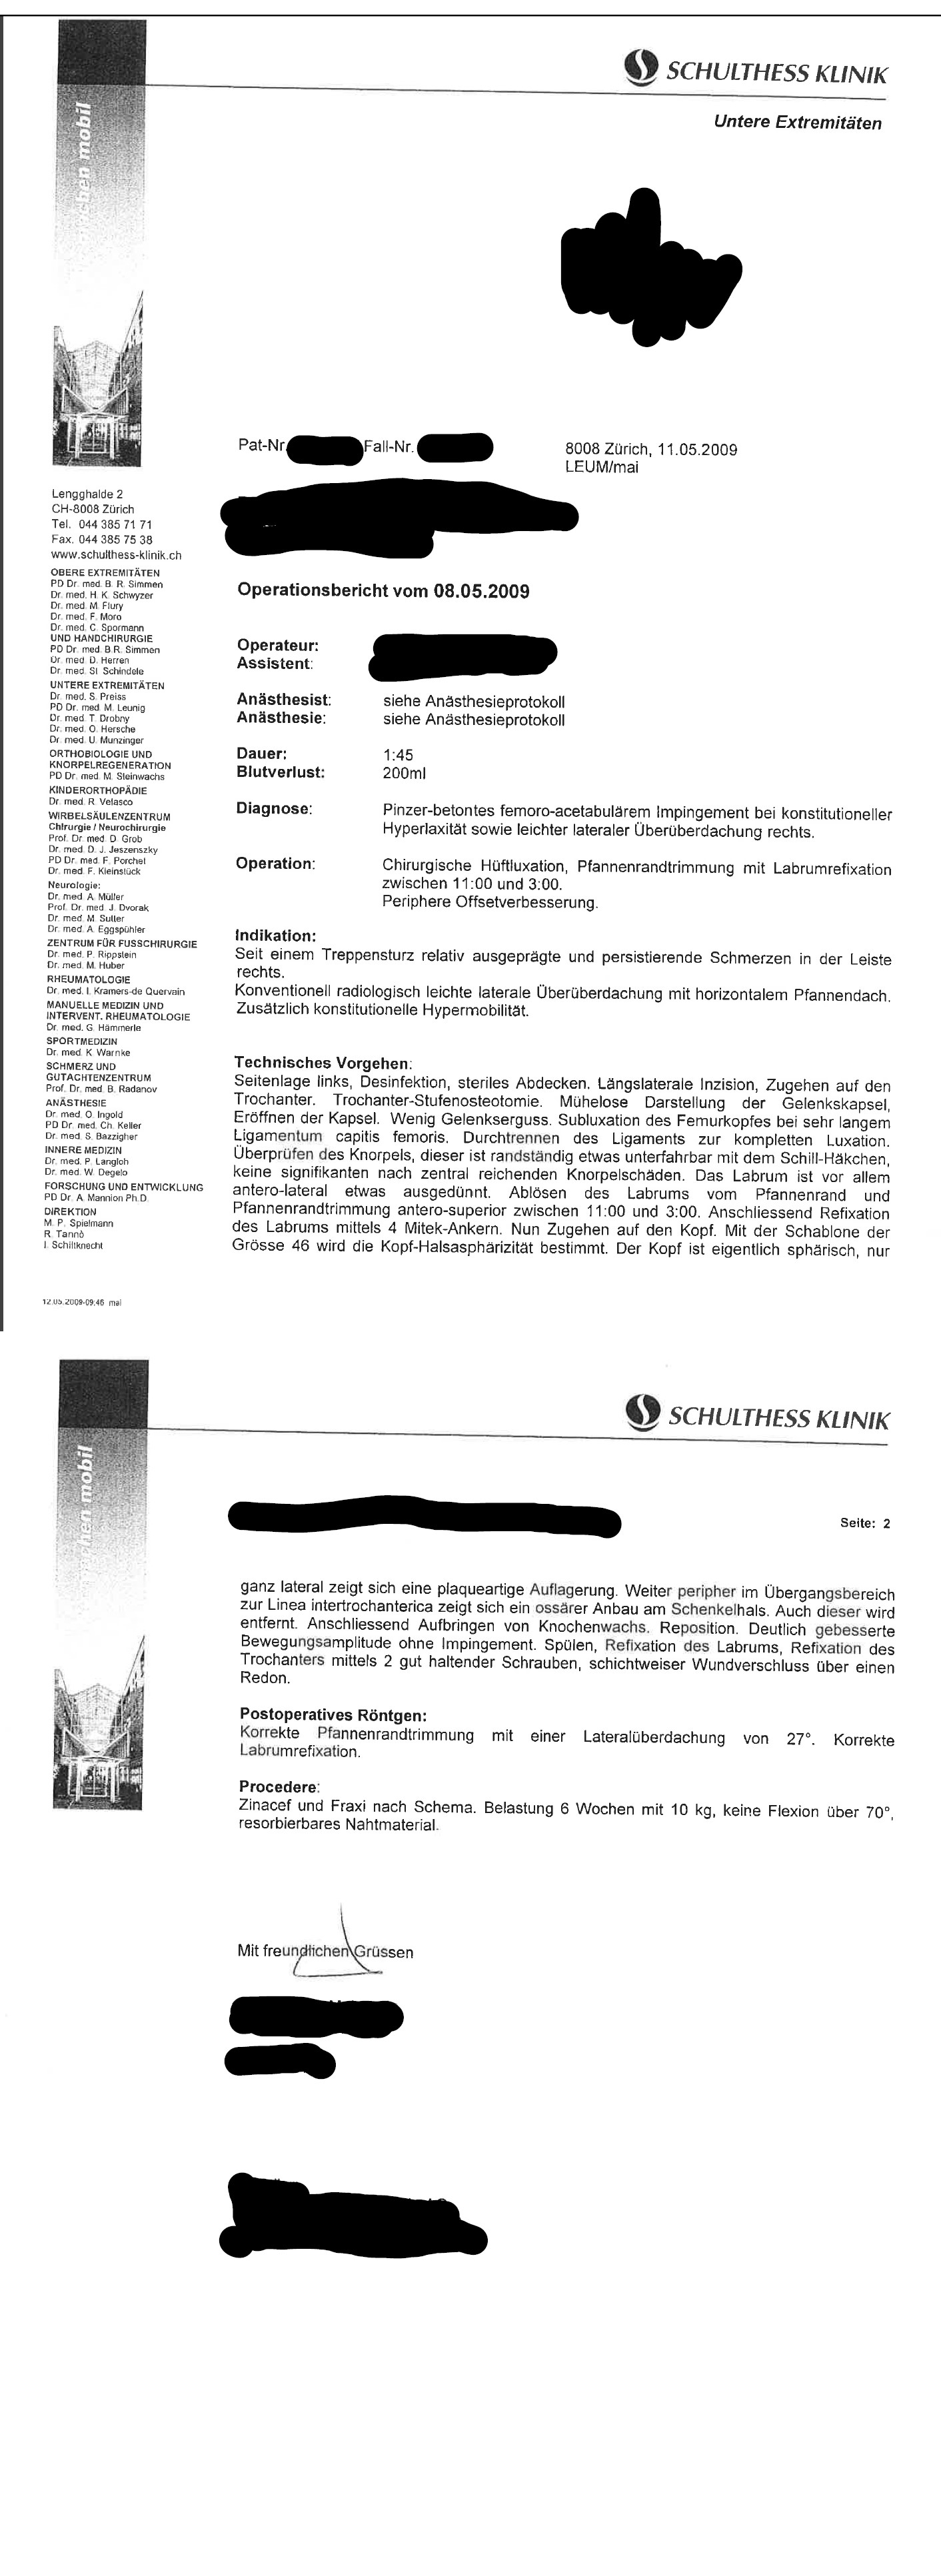 SCHULTHESS KLINIK
Untere Extremitäten
mobil
Pat-Nr. Fall-Nr.
8008 Zürich, 11.05.2009
LEUM/mai
Lengghalde 2
CH-8008 Zürich
Tel. 044 385 71 71
Fax. 044 385 75 38
www.schulthess-klinik.ch
OBERE EXTREMITÄTEN
PD Dr. med. B. R. Simmen
Dr. med. H. K. Schwyzer
Dr. med. M. Flury
Dr. med. F. Moro
Dr. med. C. Spormann
UND HANDCHIRURGIE
PD Dr. med. B.R. Simmen
Dr. med. D. Herren
Dr. med. St. Schindele
UNTERE EXTREMITÄTEN
Dr. med. S. Preiss
PD Dr. med. M. Leunig
Dr. med. T. Drobny
Dr. med. O. Hersche
Dr. med. U. Munzinger
ORTHOBIOLOGIE UND
KNORPELREGENERATION
PD Dr. med. M. Steinwachs
KINDERORTHOPÄDIE
Dr. med. R. Velasco
WIRBELSÄULENZENTRUM
Chirurgie / Neurochirurgie
Prof. Dr. med. D. Grob
Dr. med. D. J. Jeszenszky
PD Dr. med. F. Porchet
Dr. med. F. Kleinstück
Neurologie:
Dr. med. A. Müller
Prof. Dr. med. J. Dvorak
Dr. med. M. Sutter
Dr. med. A. Eggspühler
ZENTRUM FÜR FUSSCHIRURGIE
Dr. med. P. Rippstein
Dr. med. M. Huber
RHEUMATOLOGIE
Dr. med. I. Kramers-de Quervain
MANUELLE MEDIZIN UND
INTERVENT. RHEUMATOLOGIE
Dr. med. G. Hämmerle
SPORTMEDIZIN
Dr. med. K. Warnke
SCHMERZ UND
GUTACHTENZENTRUM
Prof. Dr. med. B. Radanov
ANÄSTHESIE
Dr. med. O. Ingold
PD Dr. med. Ch. Keller
Dr. med. S. Bazzigher
INNERE MEDIZIN
Dr. med. P. Langloh
Dr. med. W. Degelo
FORSCHUNG UND ENTWICKLUNG
PD Dr. A. Mannion Ph.D.
DIREKTION
M. P. Spielmann
R. Tannò
I. Schiltknecht
12.05.2009-09:46 mai
Operationsbericht vom 08.05.2009
Operateur:
Assistent:
Anästhesist: siehe Anästhesieprotokoll
Anästhesie: siehe Anästhesieprotokoll
Dauer: 1:45
Blutverlust: 200ml
Diagnose: Pinzer-betontes femoro-acetabulärem Impingement bei konstitutioneller
Hyperlaxität sowie leichter lateraler Überüberdachung rechts.
Operation: Chirurgische Hüftluxation, Pfannenrandtrimmung mit Labrumrefixation
zwischen 11:00 und 3:00.
Periphere Offsetverbesserung.
Indikation:
Seit einem Treppensturz relativ ausgeprägte und persistierende Schmerzen in der Leiste
rechts.
Konventionell radiologisch leichte laterale Überüberdachung mit horizontalem Pfannendach.
Zusätzlich konstitutionelle Hypermobilität.
Technisches Vorgehen:
Seitenlage links, Desinfektion, steriles Abdecken. Längslaterale Inzision, Zugehen auf den
Trochanter. Trochanter-Stufenosteotomie. Mühelose Darstellung der Gelenkskapsel,
Eröffnen der Kapsel. Wenig Gelenkserguss. Subluxation des Femurkopfes bei sehr langem
Ligamentum capitis femoris. Durchtrennen des Ligaments zur kompletten Luxation.
Überprüfen des Knorpels, dieser ist randständig etwas unterfahrbar mit dem Schill-Häkchen,
keine signifikanten nach zentral reichenden Knorpelschäden. Das Labrum ist vor allem
antero-lateral etwas ausgedünnt. Ablösen des Labrums vom Pfannenrand und
Pfannenrandtrimmung antero-superior zwischen 11:00 und 3:00. Anschliessend Refixation
des Labrums mittels 4 Mitek-Ankern. Nun Zugehen auf den Kopf. Mit der Schablone der
Grösse 46 wird die Kopf-Halsasphärizität bestimmt. Der Kopf ist eigentlich sphärisch, nur
SCHULTHESS KLINIK
mobil
Seite: 2
ganz lateral zeigt sich eine plaqueartige Auflagerung. Weiter peripher im Übergangsbereich
zur Linea intertrochanterica zeigt sich ein ossärer Anbau am Schenkelhals. Auch dieser wird
entfernt. Anschliessend Aufbringen von Knochenwachs. Reposition. Deutlich gebesserte
Bewegungsamplitude ohne Impingement. Spülen, Refixation des Labrums, Refixation des
Trochanters mittels 2 gut haltender Schrauben, schichtweiser Wundverschluss über einen
Redon.
Postoperatives Röntgen:
Korrekte Pfannenrandtrimmung mit einer Lateralüberdachung von 27°. Korrekte
Labrumrefixation.
Procedere:
Zinacef und Fraxi nach Schema. Belastung 6 Wochen mit 10 kg, keine Flexion über 70°,
resorbierbares Nahtmaterial.
Mit freundlichen Grüssen